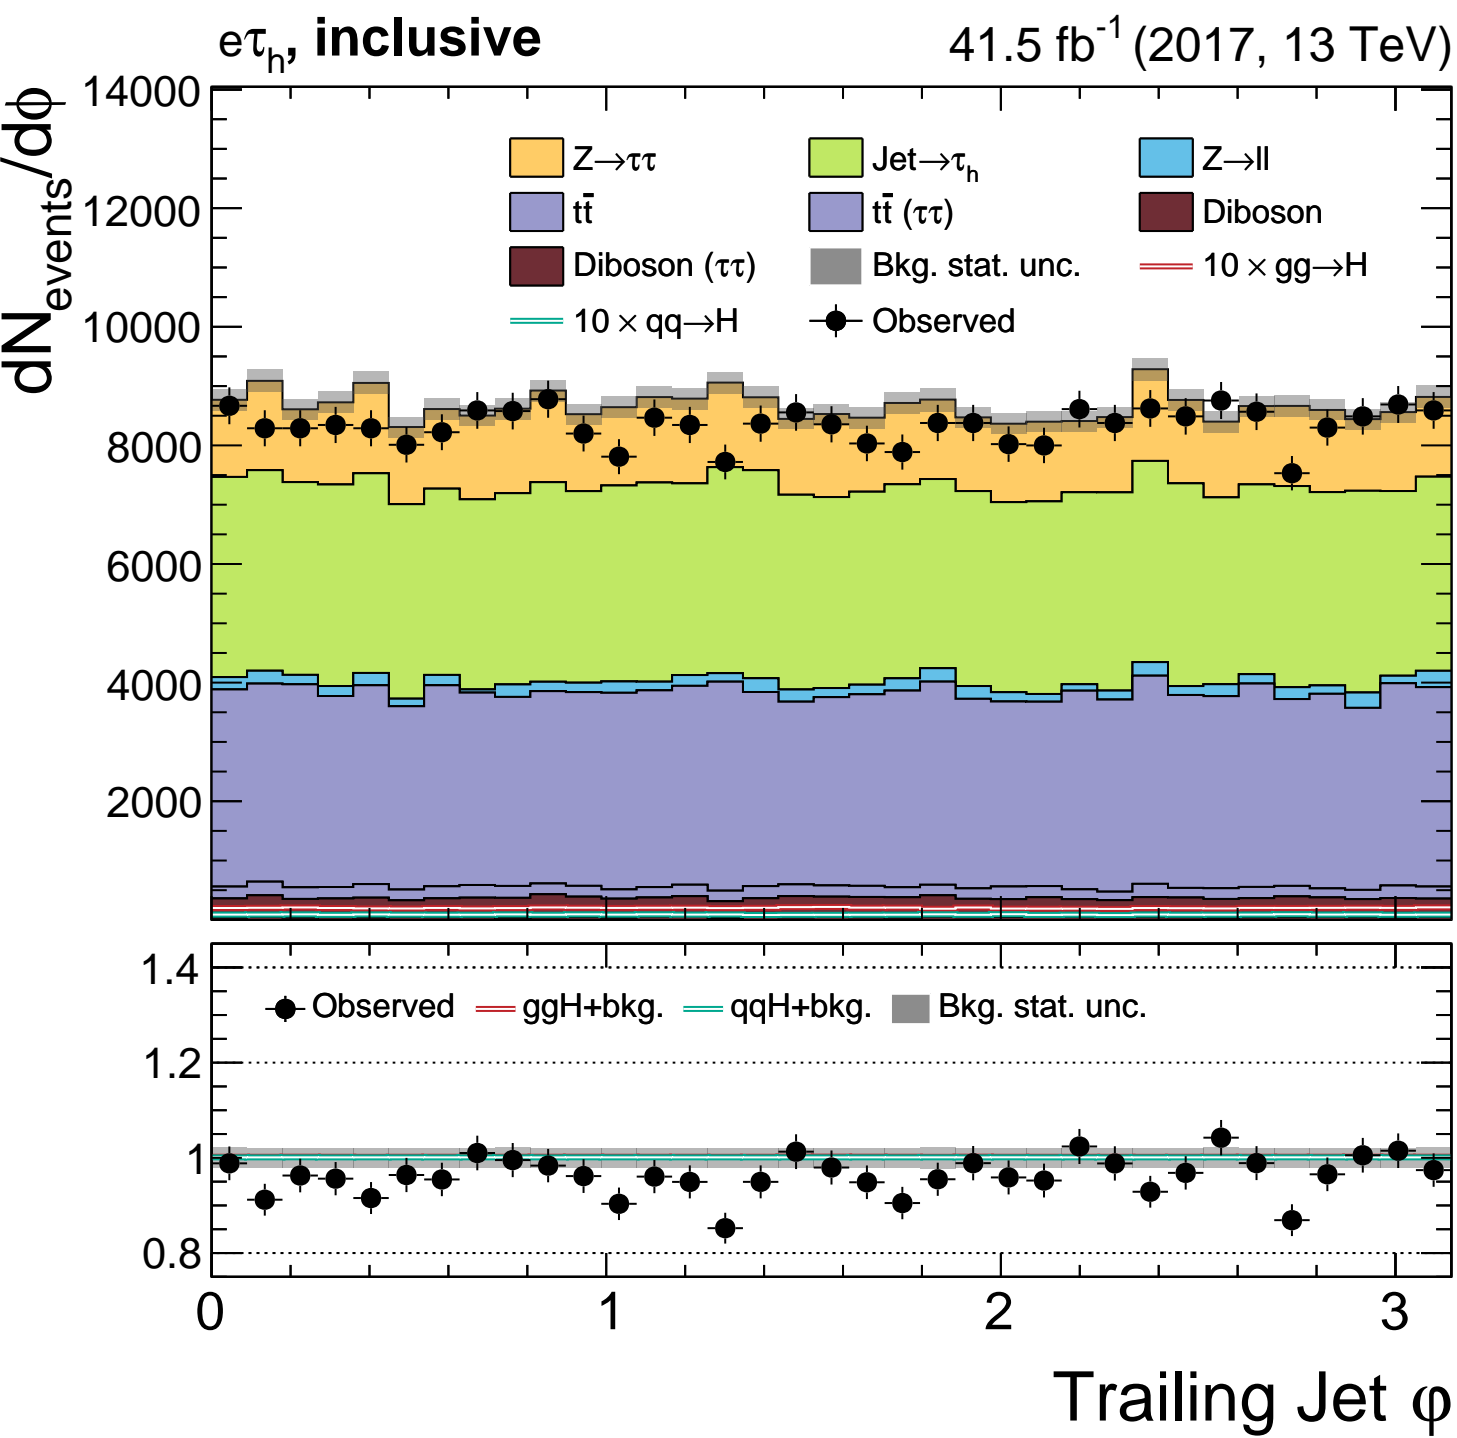 eτh, inclusive 41.5 fb-1 (2017, 13 TeV)
dNevents/dϕ
14000
12000
10000
8000
6000
4000
2000
Z→ττ Jet→τh Z→ll
tt̄ tt̄ (ττ) Diboson
Diboson (ττ) Bkg. stat. unc. 10 × gg→H
10 × qq→H Observed
1.4
1.2
1
0.8
Observed ggH+bkg. qqH+bkg. Bkg. stat. unc.
0 1 2 3
Trailing Jet φ